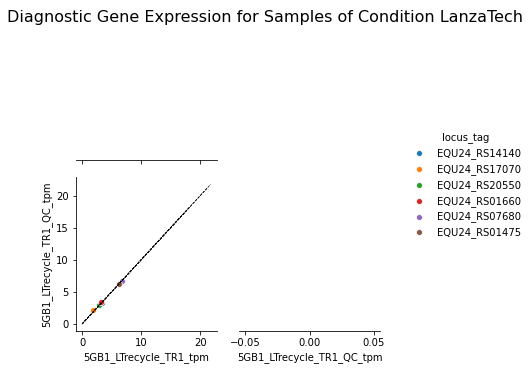 Diagnostic Gene Expression for Samples of Condition LanzaTech
locus_tag
EQU24_RS14140
EQU24_RS17070
EQU24_RS20550
EQU24_RS01660
EQU24_RS07680
EQU24_RS01475
5GB1_LTrecycle_TR1_QC_tpm
20
15
10
5
0
0 10 20
5GB1_LTrecycle_TR1_tpm
−0.05 0.00 0.05
5GB1_LTrecycle_TR1_QC_tpm